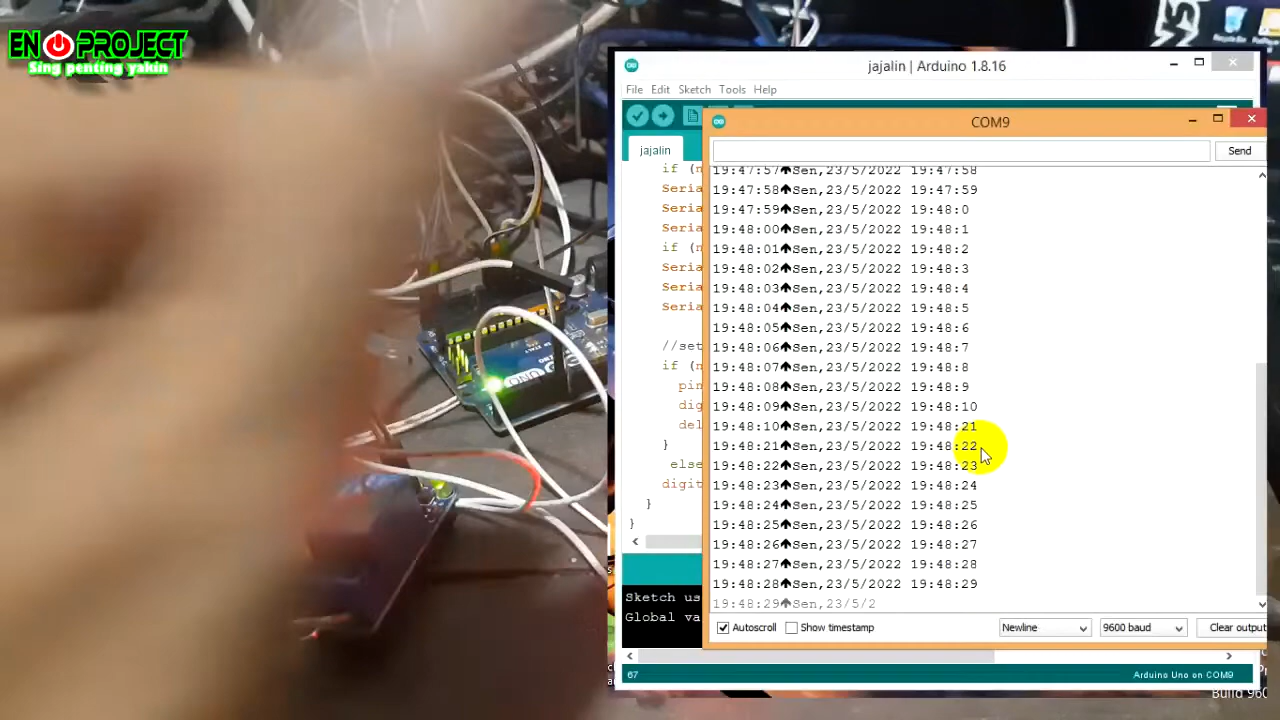 EN PROJECT
Sing penting yakin
jajalin | Arduino 1.8.16
File Edit Sketch Tools Help
COM9
jajalin
Send
if (n
19:47:57🡹Sen,23/5/2022 19:47:58
Seria
19:47:58🡹Sen,23/5/2022 19:47:59
Seria
19:47:59🡹Sen,23/5/2022 19:48:0
Seria
19:48:00🡹Sen,23/5/2022 19:48:1
if (n
19:48:01🡹Sen,23/5/2022 19:48:2
Seria
19:48:02🡹Sen,23/5/2022 19:48:3
Seria
19:48:03🡹Sen,23/5/2022 19:48:4
Seria
19:48:04🡹Sen,23/5/2022 19:48:5
19:48:05🡹Sen,23/5/2022 19:48:6
//set
19:48:06🡹Sen,23/5/2022 19:48:7
if (n
19:48:07🡹Sen,23/5/2022 19:48:8
pin
19:48:08🡹Sen,23/5/2022 19:48:9
dig
19:48:09🡹Sen,23/5/2022 19:48:10
del
19:48:10🡹Sen,23/5/2022 19:48:21
}
19:48:21🡹Sen,23/5/2022 19:48:22
else
19:48:22🡹Sen,23/5/2022 19:48:23
digit
19:48:23🡹Sen,23/5/2022 19:48:24
}
19:48:24🡹Sen,23/5/2022 19:48:25
}
19:48:25🡹Sen,23/5/2022 19:48:26
19:48:26🡹Sen,23/5/2022 19:48:27
19:48:27🡹Sen,23/5/2022 19:48:28
19:48:28🡹Sen,23/5/2022 19:48:29
19:48:29🡹Sen,23/5/2
Sketch us
Global va
Autoscroll
Show timestamp
Newline
9600 baud
Clear output
67
Arduino Uno on COM9
Build 960
UNO